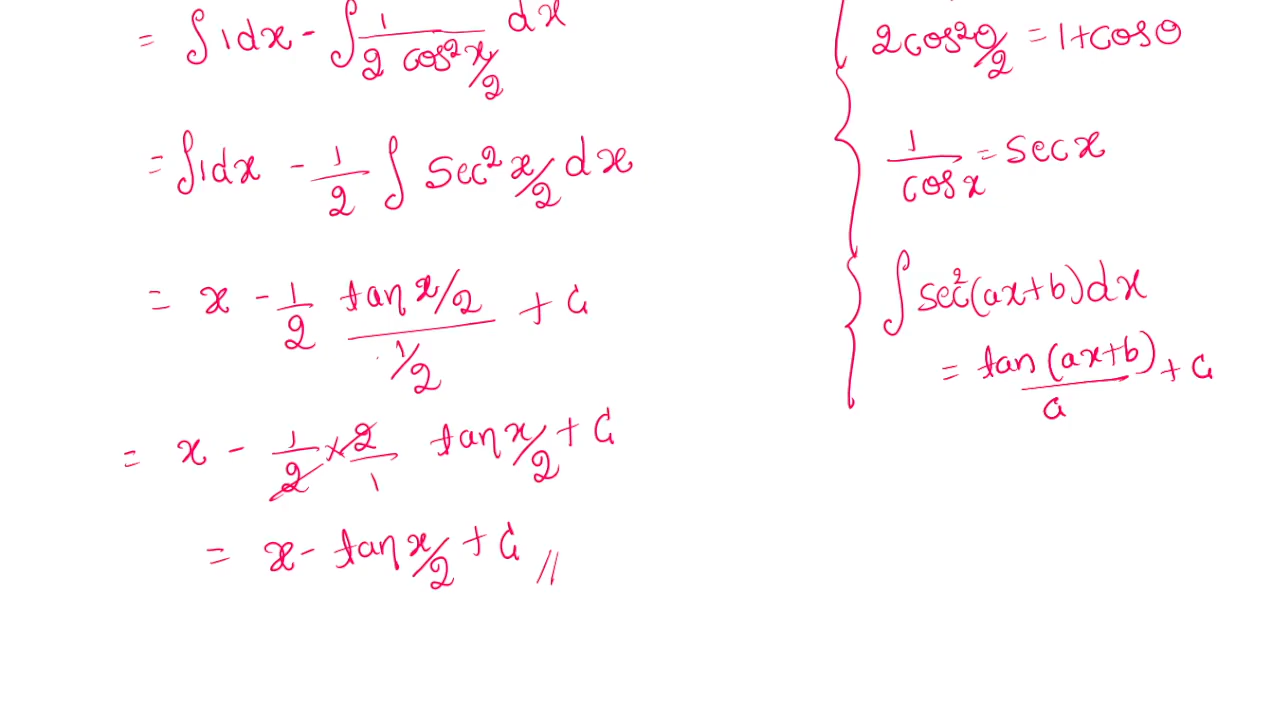 = ∫1dx - ∫ 1/(2 cos² x/2) dx
= ∫1dx - 1/2 ∫ Sec² x/2 dx
= x - 1/2 (tan x/2)/(1/2) + C
= x - 1/2 × 2/1 tan x/2 + C
= x - tan x/2 + C //
2cos² θ/2 = 1+cosθ
1/cos x = sec x
∫ sec²(ax+b)dx
= tan (ax+b)/a + C